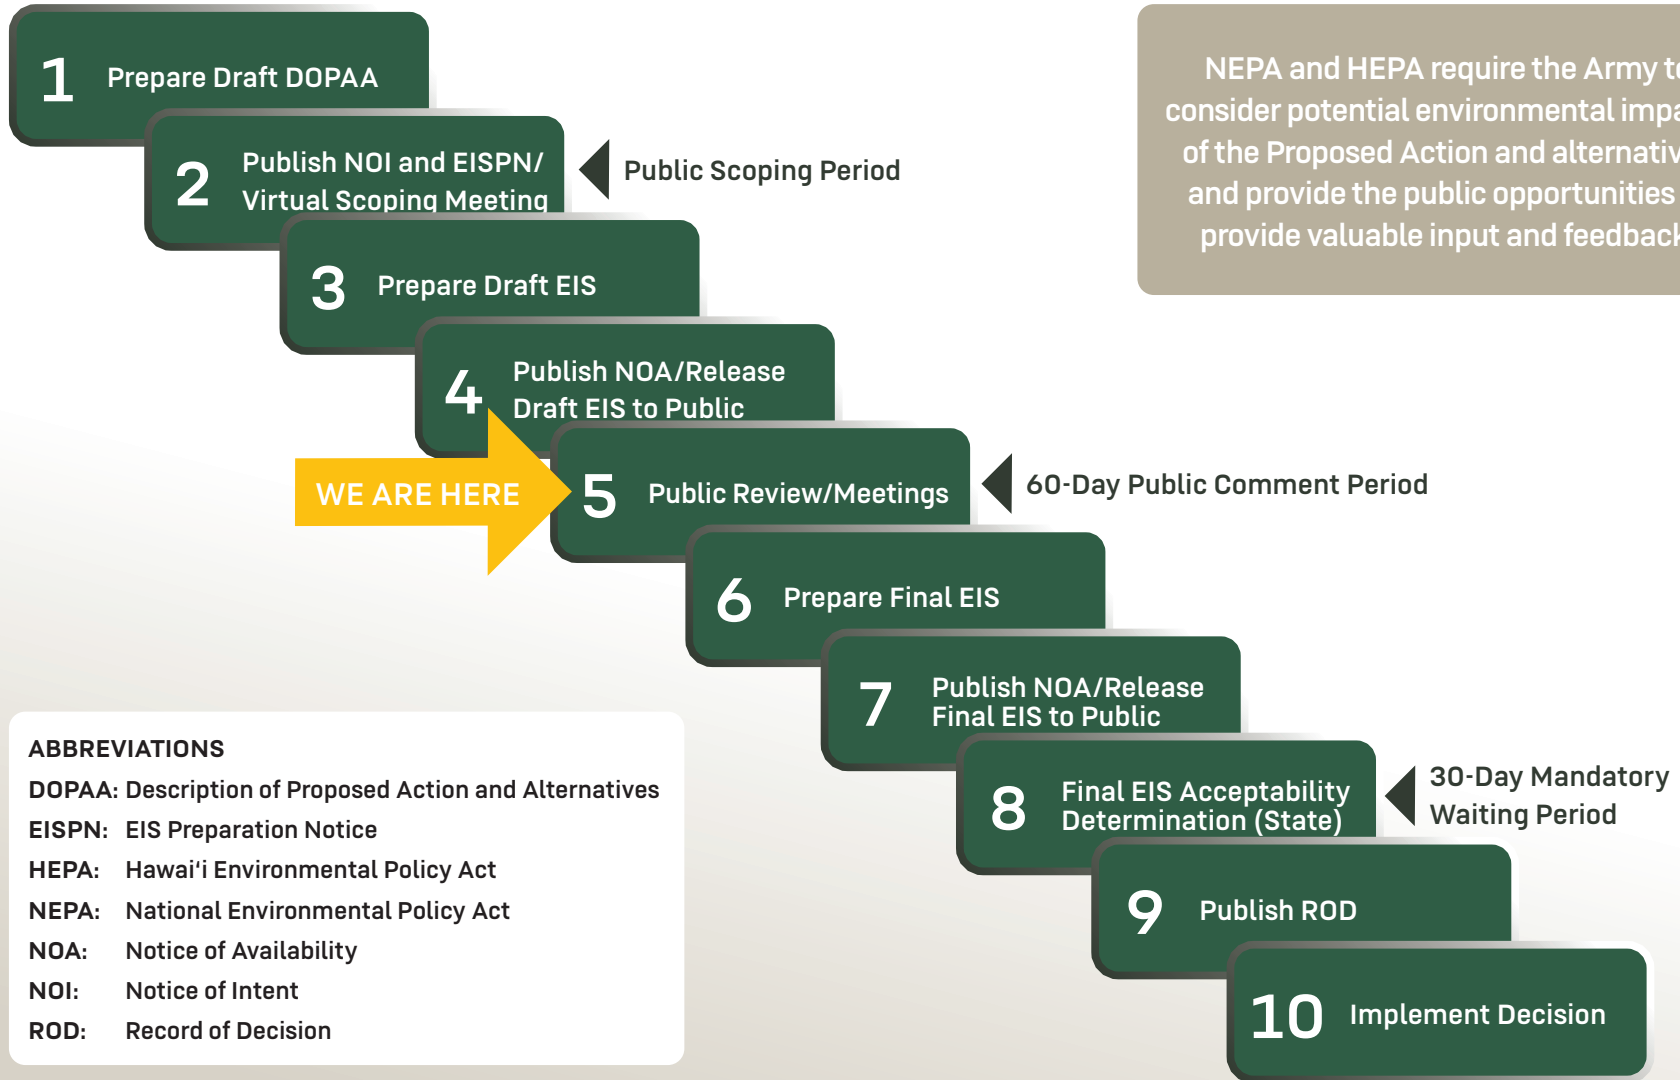 1 Prepare Draft DOPAA
2 Publish NOI and EISPN/
Virtual Scoping Meeting
Public Scoping Period
3 Prepare Draft EIS
4 Publish NOA/Release
Draft EIS to Public
WE ARE HERE
5 Public Review/Meetings
60-Day Public Comment Period
6 Prepare Final EIS
7 Publish NOA/Release
Final EIS to Public
8 Final EIS Acceptability
Determination (State)
30-Day Mandatory
Waiting Period
9 Publish ROD
10 Implement Decision
NEPA and HEPA require the Army
consider potential environmental
of the Proposed Action and
and provide the public opportunities
provide valuable input and feedback
ABBREVIATIONS
DOPAA: Description of Proposed Action and Alternatives
EISPN: EIS Preparation Notice
HEPA: Hawaiʻi Environmental Policy Act
NEPA: National Environmental Policy Act
NOA: Notice of Availability
NOI: Notice of Intent
ROD: Record of Decision